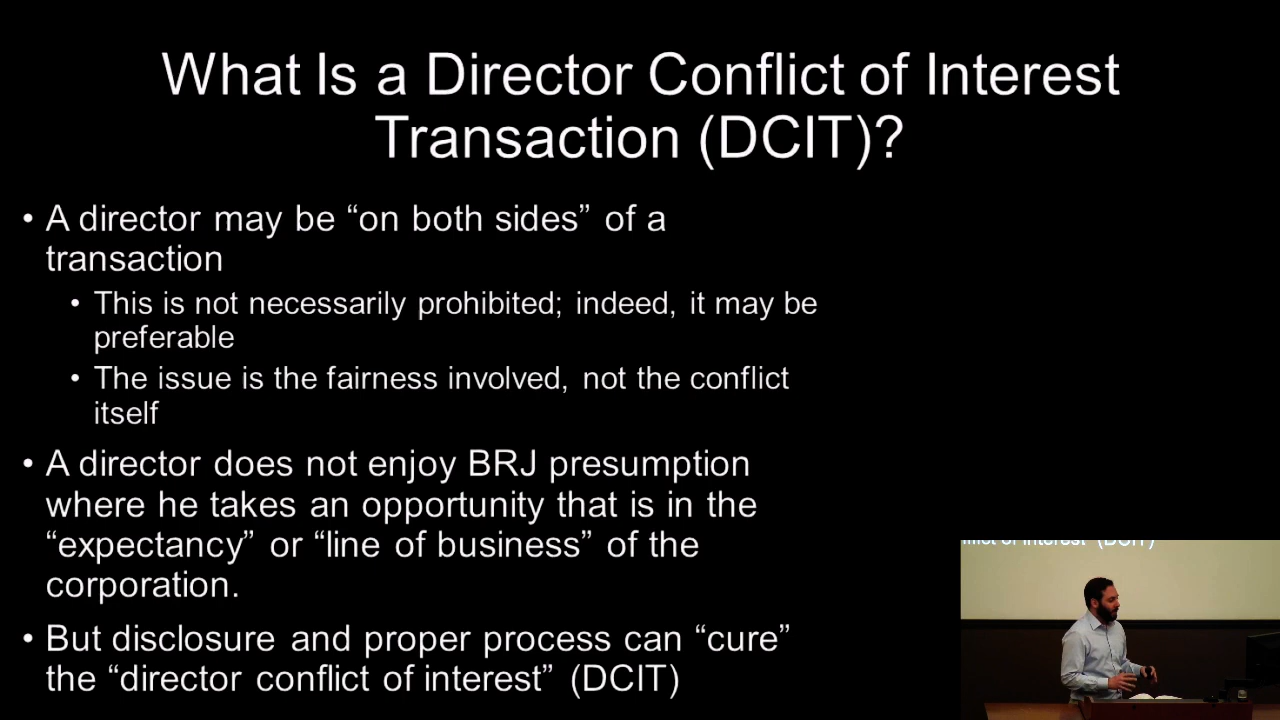 What Is a Director Conflict of Interest
Transaction (DCIT)?
• A director may be “on both sides” of a
transaction
• This is not necessarily prohibited; indeed, it may be
preferable
• The issue is the fairness involved, not the conflict
itself
• A director does not enjoy BRJ presumption
where he takes an opportunity that is in the
“expectancy” or “line of business” of the
corporation.
• But disclosure and proper process can “cure”
the “director conflict of interest” (DCIT)
of interest” (DCIT)